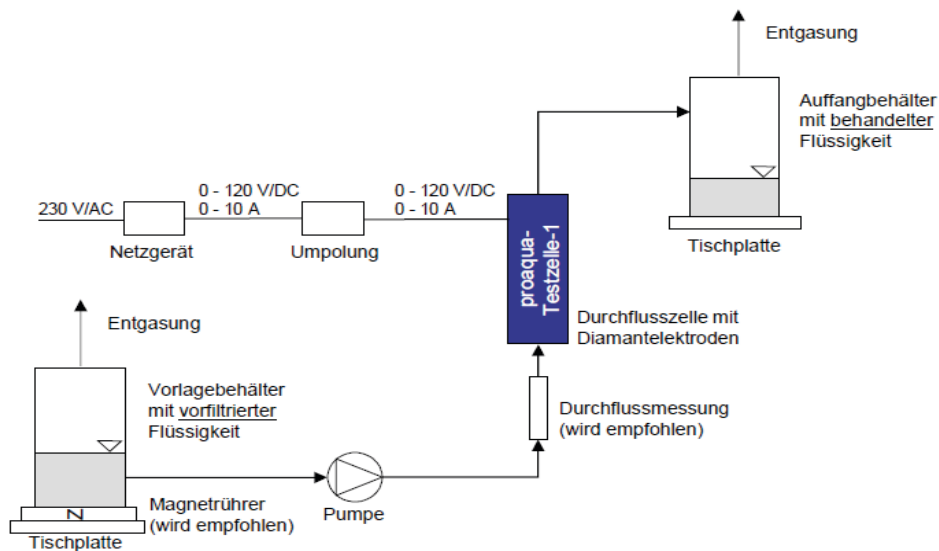 Entgasung
Auffangbehälter
mit behandelter
Flüssigkeit
Tischplatte
230 V/AC
Netzgerät
0 - 120 V/DC
0 - 10 A
Umpolung
0 - 120 V/DC
0 - 10 A
proaqua-
Testzelle-1
Durchflusszelle mit
Diamantelektroden
Durchflussmessung
(wird empfohlen)
Entgasung
Vorlagebehälter
mit vorfiltrierter
Flüssigkeit
Magnetrührer
(wird empfohlen)
Tischplatte
Pumpe